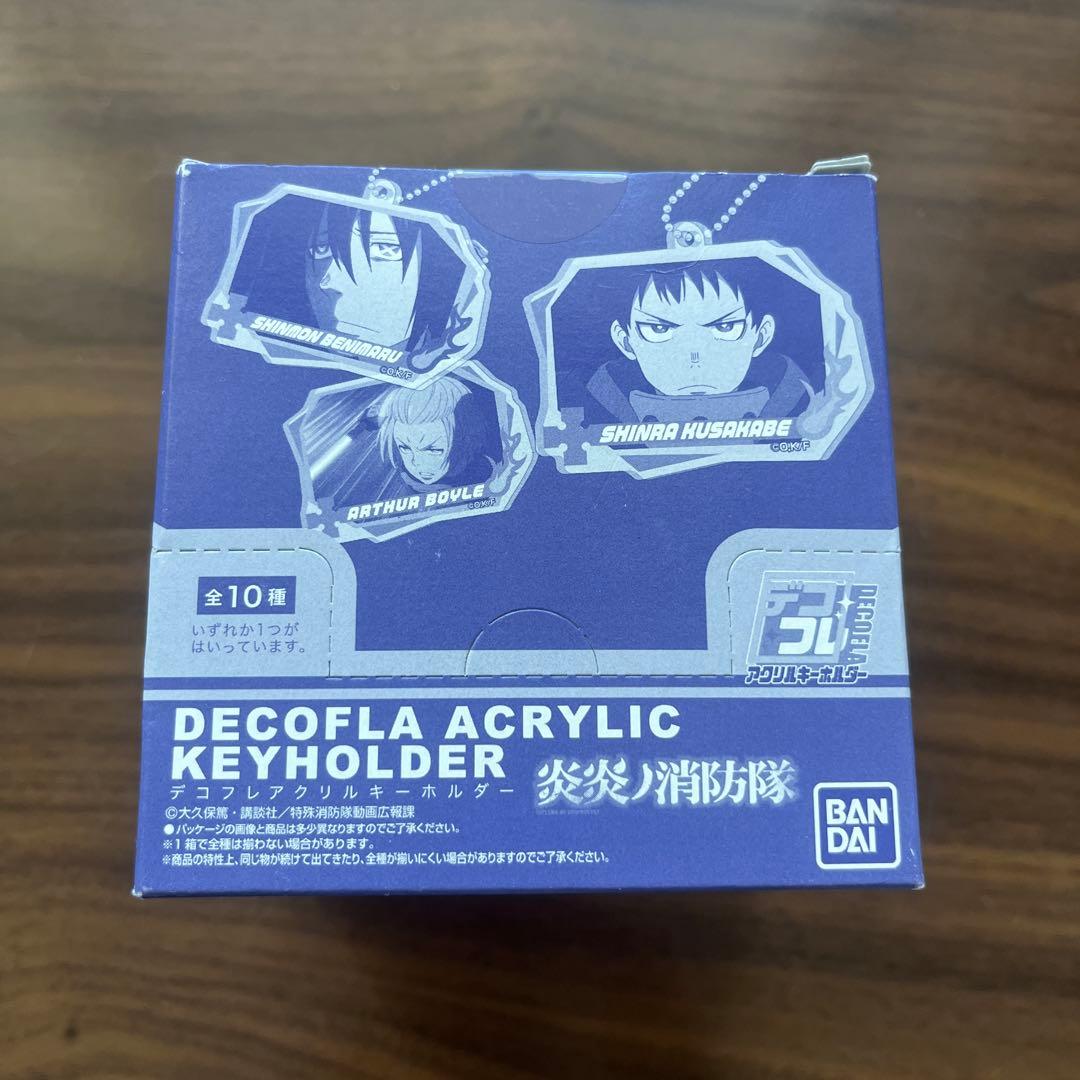 SHINMON BENIMARU
©O,K/F
SHINRA KUSAKABE
©O,K/F
ARTHUR BOYLE
©O,K/F
全10種
いずれか1つが
はいっています。
デコ
フレ
DECOFLA
アクリルキーホルダー
DECOFLA ACRYLIC
KEYHOLDER
デコフレアクリルキーホルダー
炎炎ノ消防隊
©大久保篤・講談社／特殊消防隊動画広報課
●パッケージの画像と商品は多少異なりますのでご了承ください。
※1箱で全種は揃わない場合があります。
※商品の特性上、同じ物が続けて出てきたり、全種が揃いにくい場合がありますのでご了承ください。
BAN
DAI